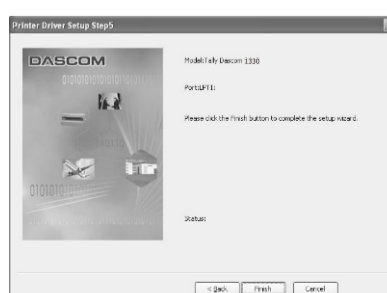 Printer Driver Setup Step5
DASCOM
Model:Tally Dascom 1330
Port:LPT1:
Please click the Finish button to complete the setup wizard.
Status:
< Back
Finish
Cancel